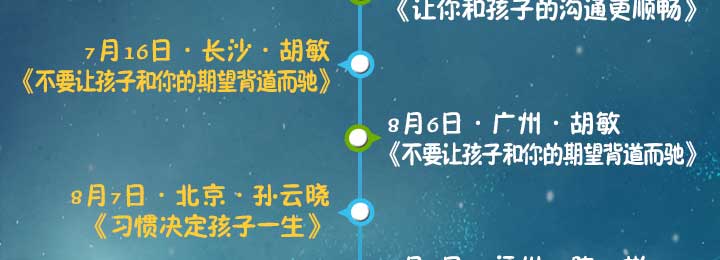 《让你和孩子的沟通更顺畅》
7月16日·长沙·胡敏
《不要让孩子和你的期望背道而驰》
8月6日·广州·胡敏
《不要让孩子和你的期望背道而驰》
8月7日·北京、孙云晓
《习惯决定孩子一生》